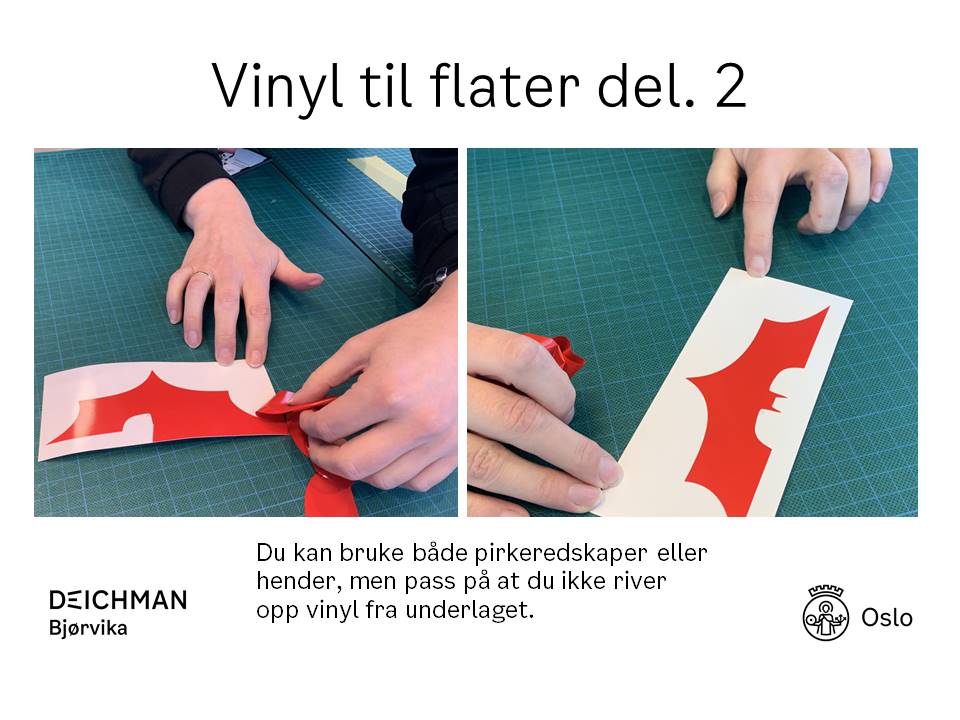 Vinyl til flater del. 2
Du kan bruke både pirkeredskaper eller
hender, men pass på at du ikke river
opp vinyl fra underlaget.
DEICHMAN
Bjørvika
Oslo